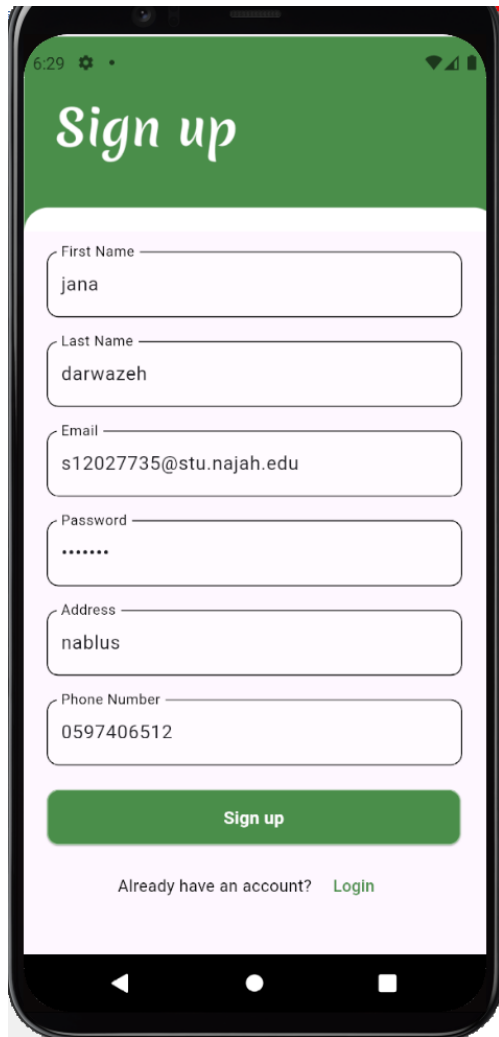 6:29
Sign up
First Name
jana
Last Name
darwazeh
Email
s12027735@stu.najah.edu
Password
•••••••
Address
nablus
Phone Number
0597406512
Sign up
Already have an account? Login